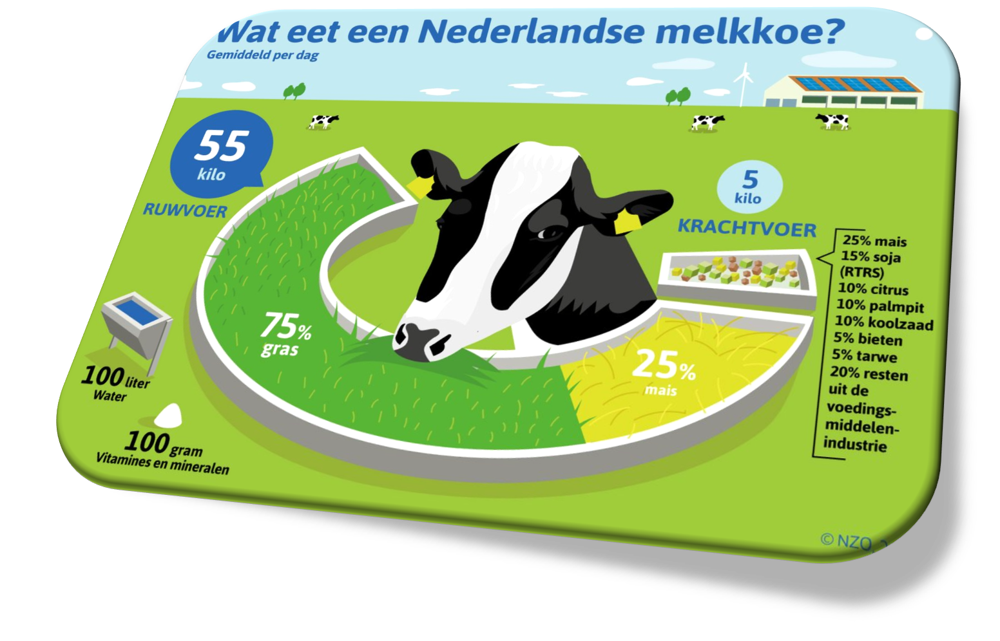 Wat eet een Nederlandse melkkoe?
Gemiddeld per dag
55
kilo
RUWVOER
75%
gras
25%
mais
5
kilo
KRACHTVOER
25% mais
15% soja
(RTRS)
10% citrus
10% palmpit
10% koolzaad
5% bieten
5% tarwe
20% resten
uit de
voedings-
middelen-
industrie
100 liter
Water
100 gram
Vitamines en mineralen
© NZO